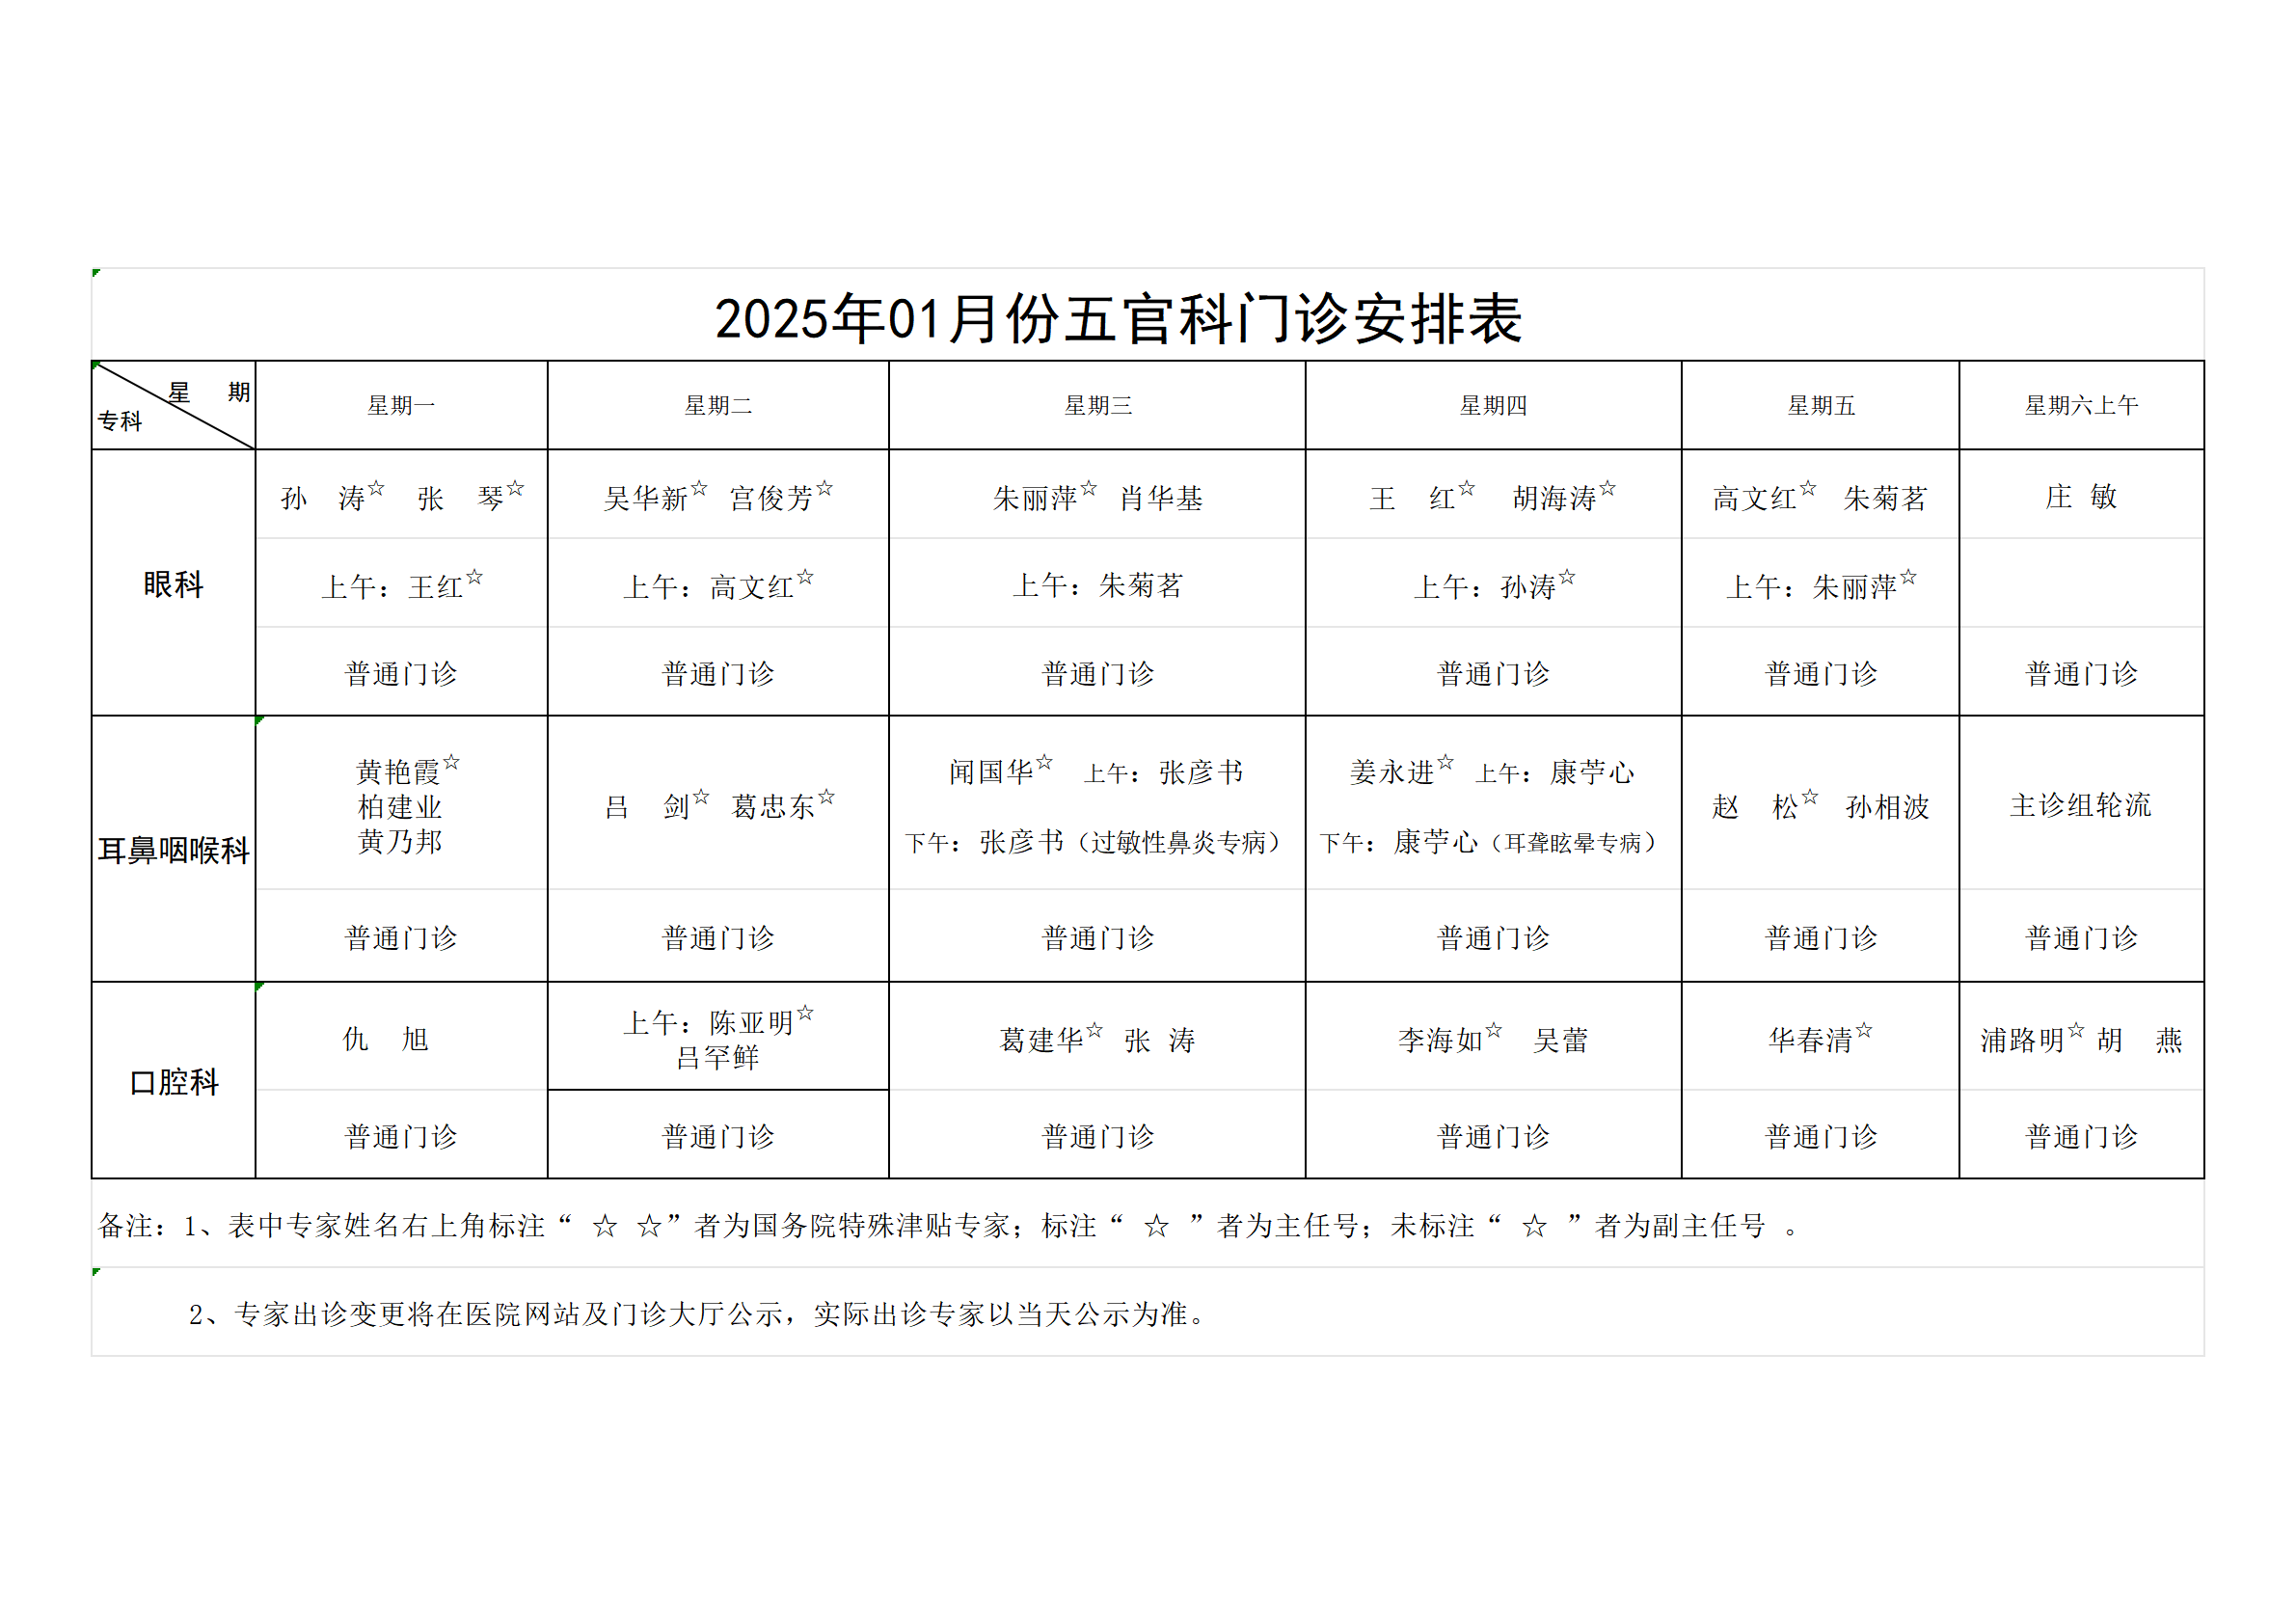 2025年01月份五官科门诊安排表
星 期
专科
星期一 星期二 星期三 星期四 星期五 星期六上午
眼科
孙 涛☆ 张 琴☆ 吴华新☆ 宫俊芳☆ 朱丽萍☆ 肖华基 王 红☆ 胡海涛☆ 高文红☆ 朱菊茗 庄 敏
上午：王红☆ 上午：高文红☆ 上午：朱菊茗 上午：孙涛☆ 上午：朱丽萍☆
普通门诊 普通门诊 普通门诊 普通门诊 普通门诊 普通门诊
耳鼻咽喉科
黄艳霞☆
柏建业
黄乃邦
吕 剑☆ 葛忠东☆
闻国华☆ 上午：张彦书
下午：张彦书（过敏性鼻炎专病）
姜永进☆ 上午：康苧心
下午：康苧心（耳聋眩晕专病）
赵 松☆ 孙相波
主诊组轮流
普通门诊 普通门诊 普通门诊 普通门诊 普通门诊 普通门诊
口腔科
仇 旭
上午：陈亚明☆
吕罕鲜
葛建华☆ 张 涛
李海如☆ 吴蕾
华春清☆
浦路明☆ 胡 燕
普通门诊 普通门诊 普通门诊 普通门诊 普通门诊 普通门诊
备注：1、表中专家姓名右上角标注“ ☆ ☆”者为国务院特殊津贴专家；标注“ ☆ ”者为主任号；未标注“ ☆ ”者为副主任号 。
2、专家出诊变更将在医院网站及门诊大厅公示，实际出诊专家以当天公示为准。